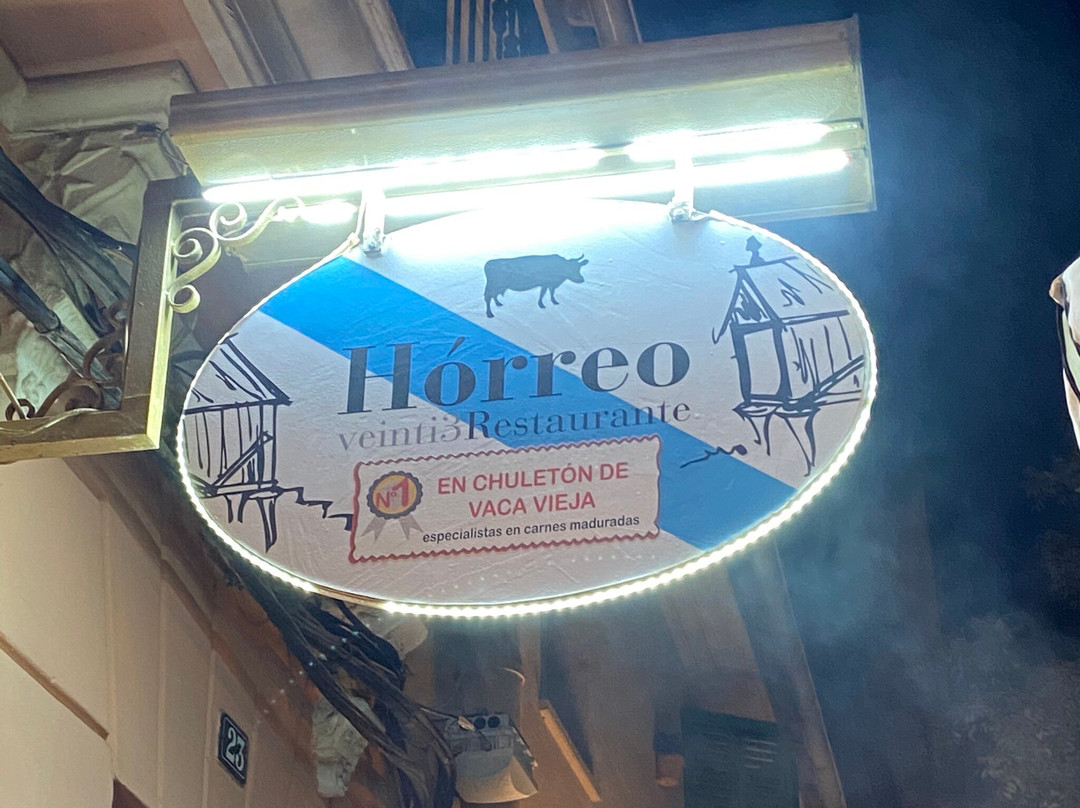 Hórreo
veinti3Restaurante
Nº1
EN CHULETÓN DE
VACA VIEJA
especialistas en carnes maduradas
23